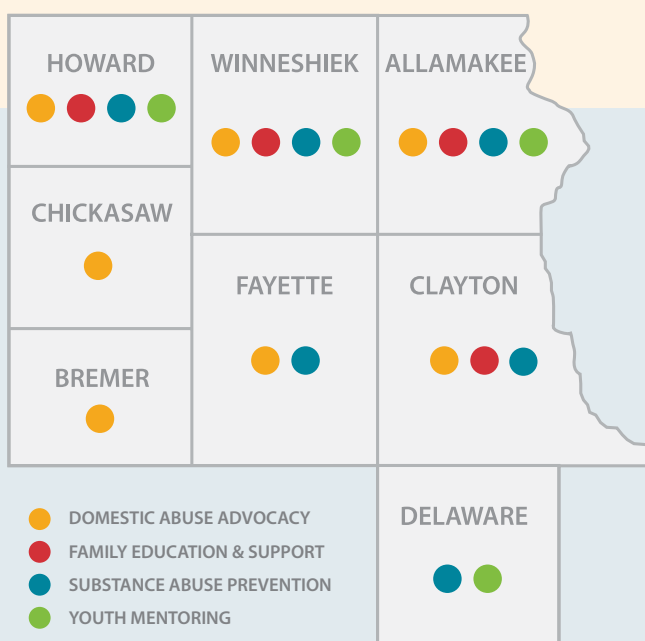 HOWARD
WINNESHIEK
ALLAMAKEE
CHICKASAW
FAYETTE
CLAYTON
BREMER
DELAWARE
DOMESTIC ABUSE ADVOCACY
FAMILY EDUCATION & SUPPORT
SUBSTANCE ABUSE PREVENTION
YOUTH MENTORING